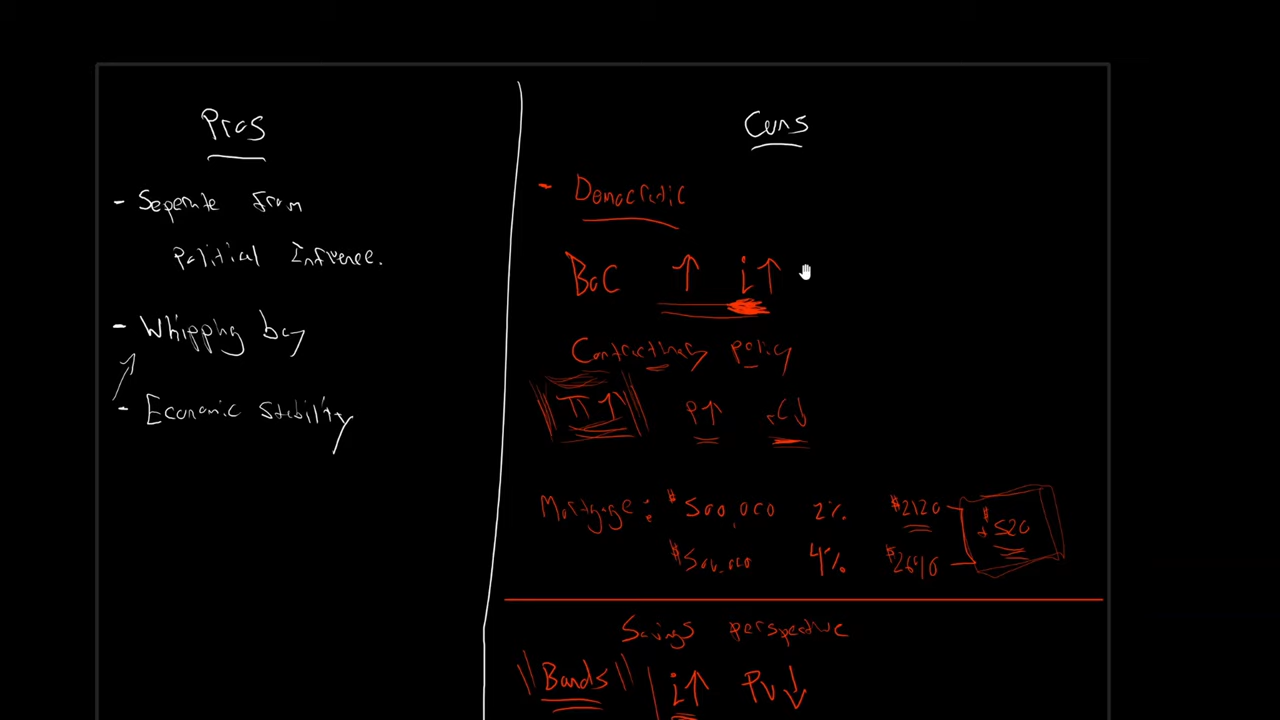 Pros
- Seperate from
Political Influence.
- Whipping boy
- Economic Stability
Cons
- Democratic
BoC ↑ i↑
Contractionary policy
π↑ P↑ C↓
Mortgage: $500,000 2% $2120
$500,000 4% $2640
$520
Savings perspective
Bonds i↑ PV↓